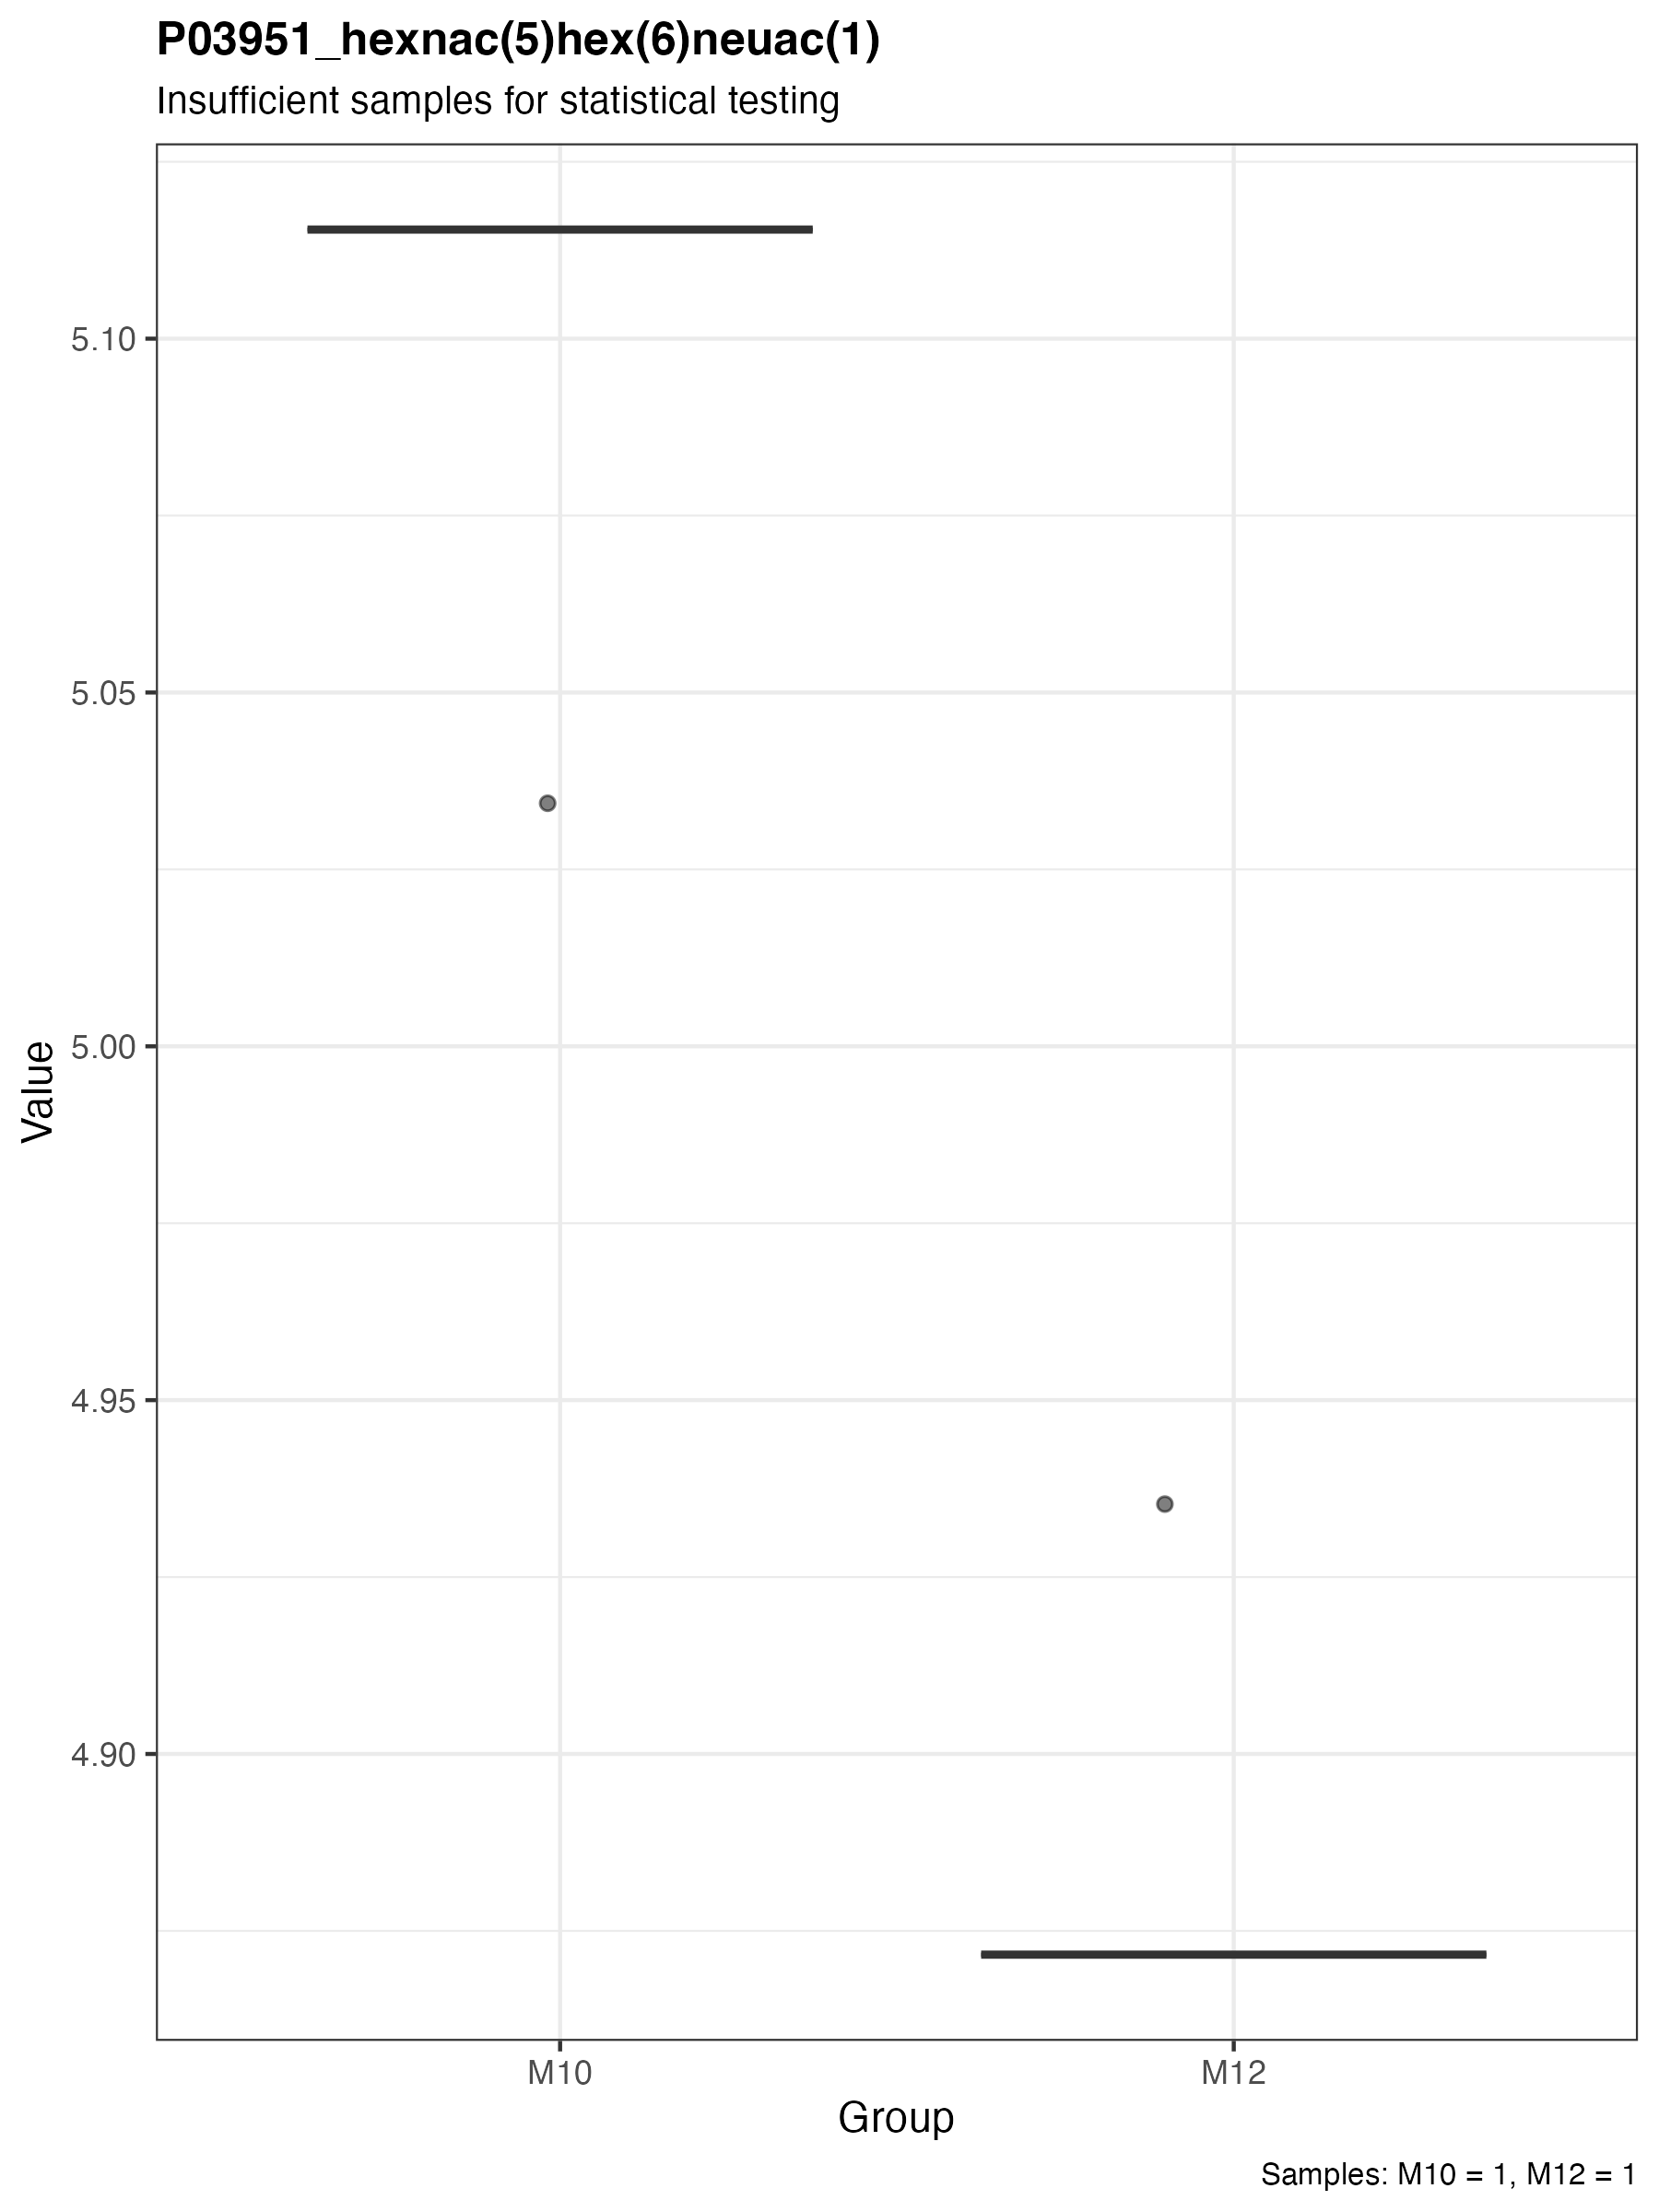 P03951_hexnac(5)hex(6)neuac(1)
Insufficient samples for statistical testing
5.10
5.05
5.00
4.95
4.90
Value
M10
M12
Group
Samples: M10 = 1, M12 = 1